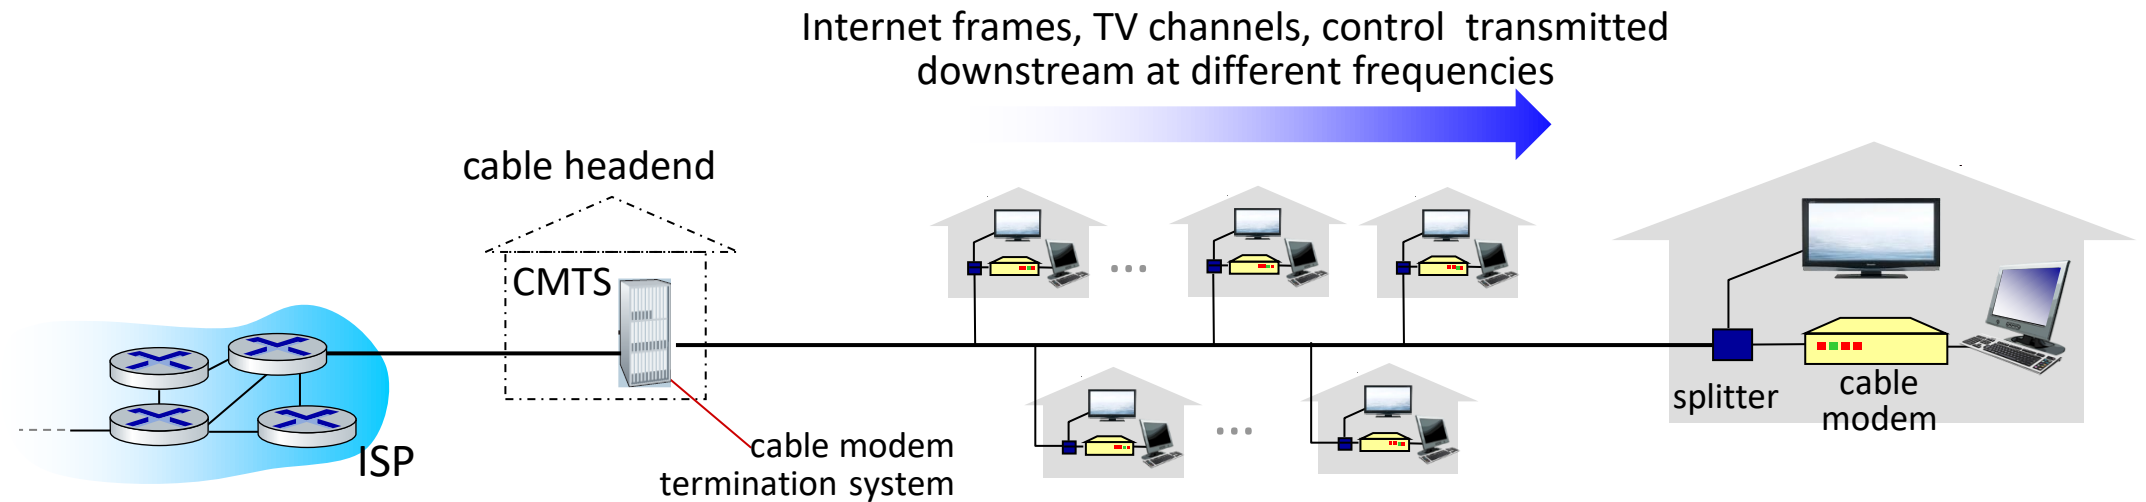 Internet frames, TV channels, control  transmitted
downstream at different frequencies
cable headend
CMTS
ISP
cable modem
termination system
splitter
cable
modem